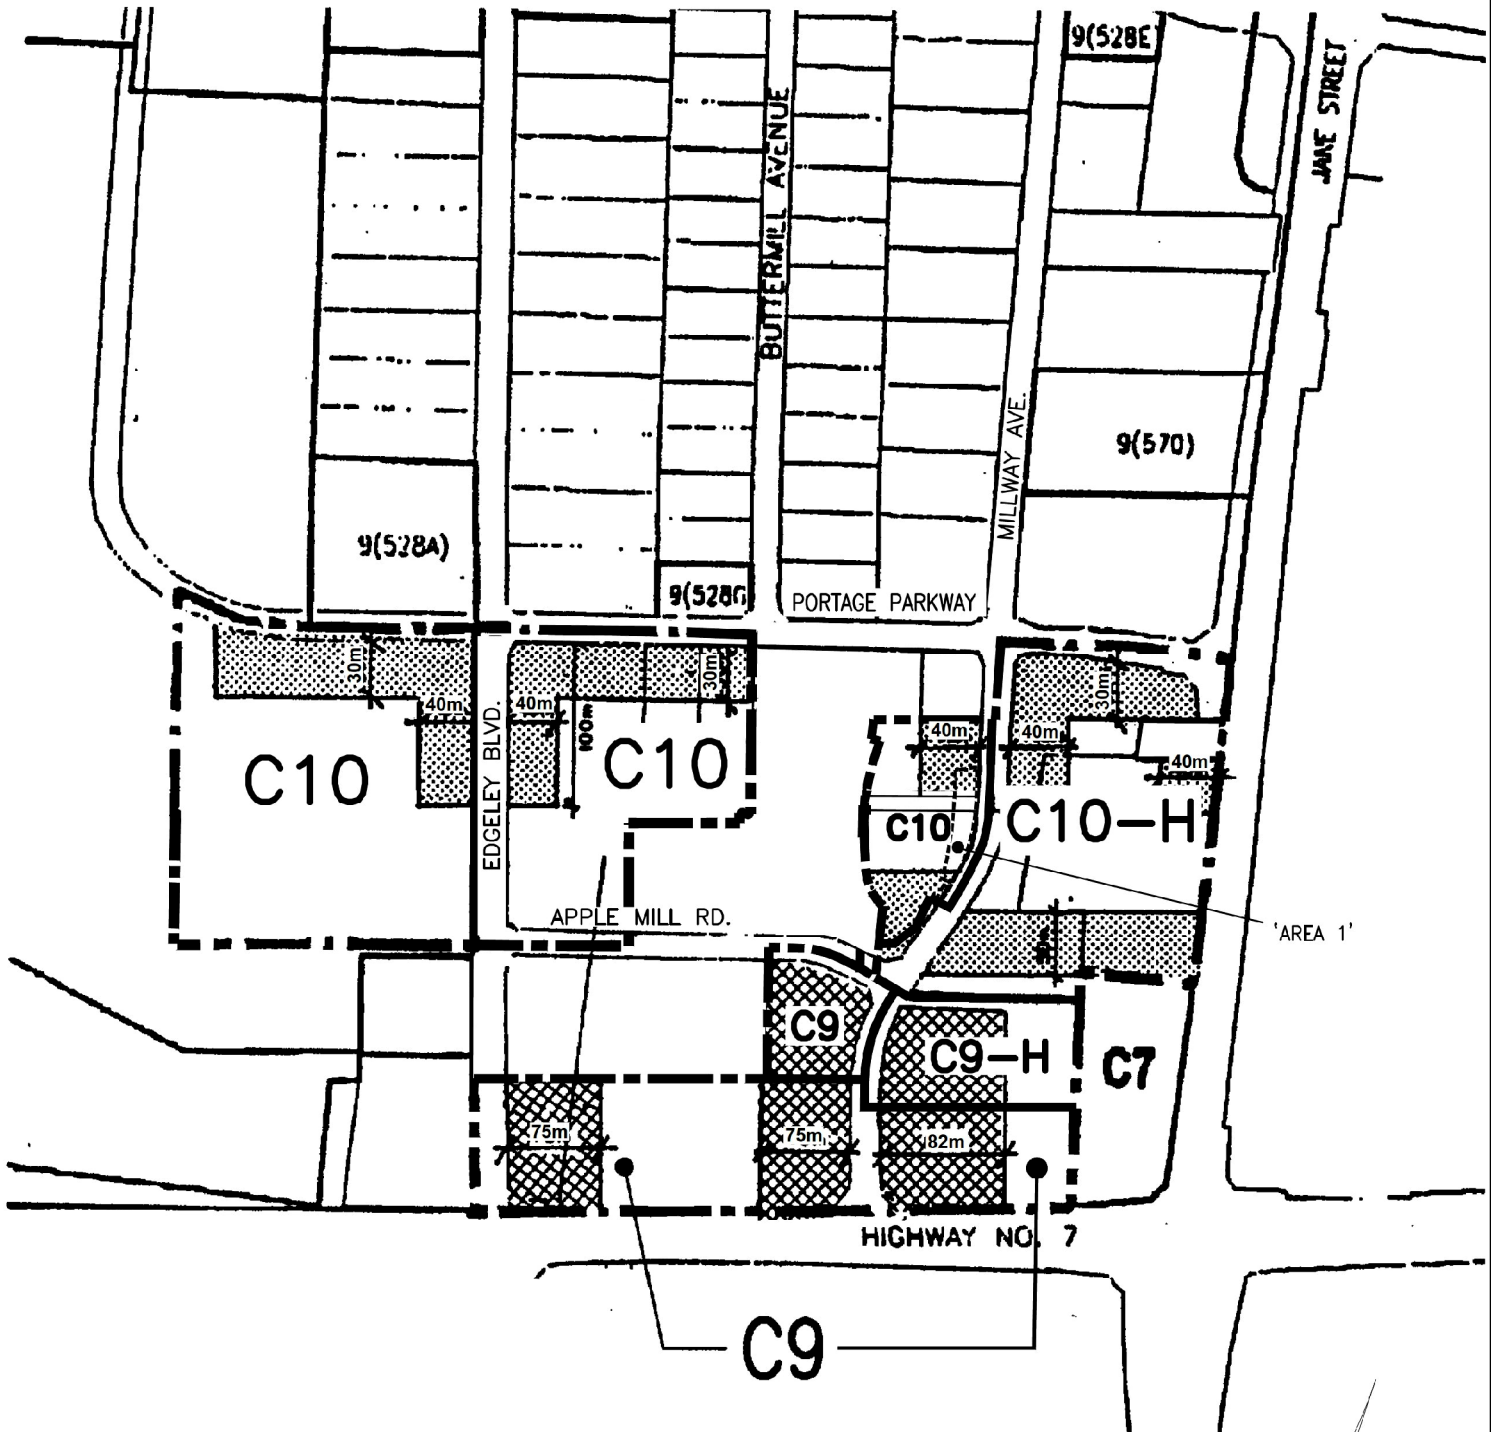 9(528E)
JANE STREET
BUTTERMILL AVENUE
MILLWAY AVE.
9(570)
9(528A)
9(528G)
PORTAGE PARKWAY
30m
30m
30m
40m
40m
40m
40m
40m
100m
EDGELEY BLVD.
C10
C10
C10
C10-H
APPLE MILL RD.
'AREA 1'
C9
C9-H
C7
75m
75m
82m
HIGHWAY NO. 7
C9